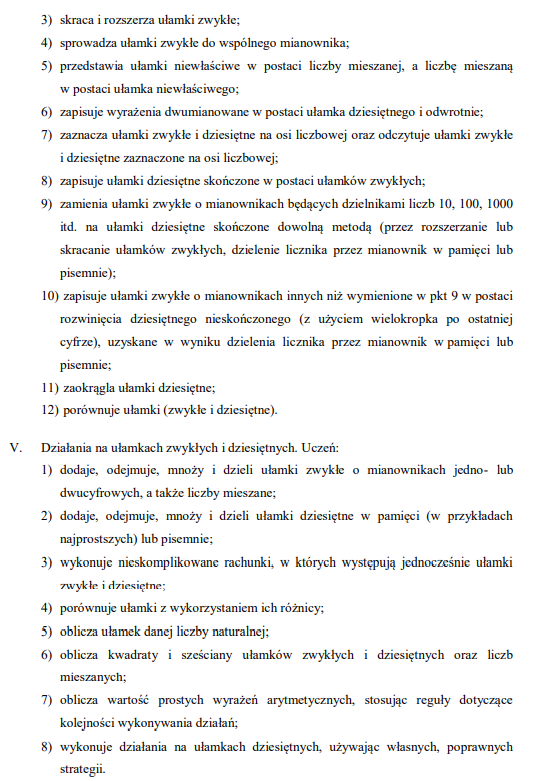 3) skraca i rozszerza ułamki zwykłe;
4) sprowadza ułamki zwykłe do wspólnego mianownika;
5) przedstawia ułamki niewłaściwe w postaci liczby mieszanej, a liczbę mieszaną
w postaci ułamka niewłaściwego;
6) zapisuje wyrażenia dwumianowane w postaci ułamka dziesiętnego i odwrotnie;
7) zaznacza ułamki zwykłe i dziesiętne na osi liczbowej oraz odczytuje ułamki zwykłe
i dziesiętne zaznaczone na osi liczbowej;
8) zapisuje ułamki dziesiętne skończone w postaci ułamków zwykłych;
9) zamienia ułamki zwykłe o mianownikach będących dzielnikami liczb 10, 100, 1000
itd. na ułamki dziesiętne skończone dowolną metodą (przez rozszerzanie lub
skracanie ułamków zwykłych, dzielenie licznika przez mianownik w pamięci lub
pisemnie);
10) zapisuje ułamki zwykłe o mianownikach innych niż wymienione w pkt 9 w postaci
rozwinięcia dziesiętnego nieskończonego (z użyciem wielokropka po ostatniej
cyfrze), uzyskane w wyniku dzielenia licznika przez mianownik w pamięci lub
pisemnie;
11) zaokrągla ułamki dziesiętne;
12) porównuje ułamki (zwykłe i dziesiętne).
V. Działania na ułamkach zwykłych i dziesiętnych. Uczeń:
1) dodaje, odejmuje, mnoży i dzieli ułamki zwykłe o mianownikach jedno- lub
dwucyfrowych, a także liczby mieszane;
2) dodaje, odejmuje, mnoży i dzieli ułamki dziesiętne w pamięci (w przykładach
najprostszych) lub pisemnie;
3) wykonuje nieskomplikowane rachunki, w których występują jednocześnie ułamki
zwykłe i dziesiętne;
4) porównuje ułamki z wykorzystaniem ich różnicy;
5) oblicza ułamek danej liczby naturalnej;
6) oblicza kwadraty i sześciany ułamków zwykłych i dziesiętnych oraz liczb
mieszanych;
7) oblicza wartość prostych wyrażeń arytmetycznych, stosując reguły dotyczące
kolejności wykonywania działań;
8) wykonuje działania na ułamkach dziesiętnych, używając własnych, poprawnych
strategii.